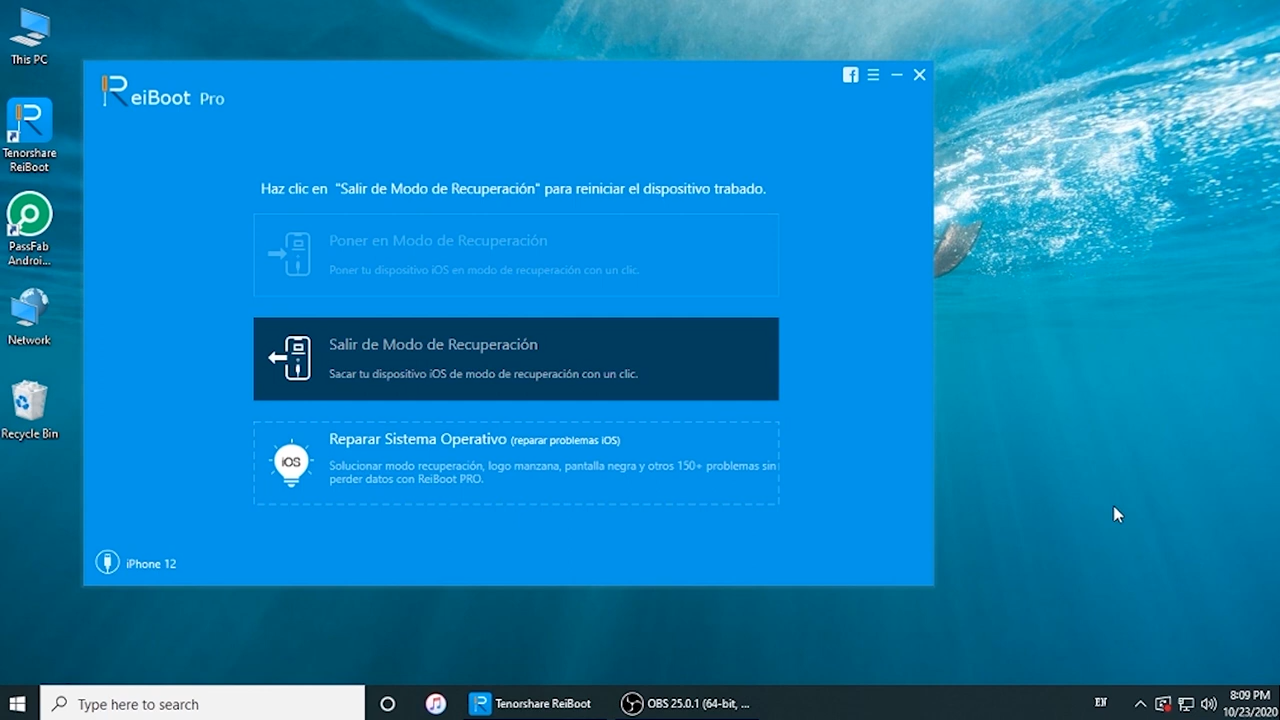 This PC
Tenorshare
ReiBoot
PassFab
Androi...
Network
Recycle Bin
ReiBoot Pro
Haz clic en "Salir de Modo de Recuperación" para reiniciar el dispositivo trabado.
Poner en Modo de Recuperación
Poner tu dispositivo iOS en modo de recuperación con un clic.
Salir de Modo de Recuperación
Sacar tu dispositivo iOS de modo de recuperación con un clic.
iOS
Reparar Sistema Operativo (reparar problemas iOS)
Solucionar modo recuperación, logo manzana, pantalla negra y otros 150+ problemas sin
perder datos con ReiBoot PRO.
iPhone 12
Type here to search
Tenorshare ReiBoot
OBS 25.0.1 (64-bit, ...
EN
8:09 PM
10/23/2020